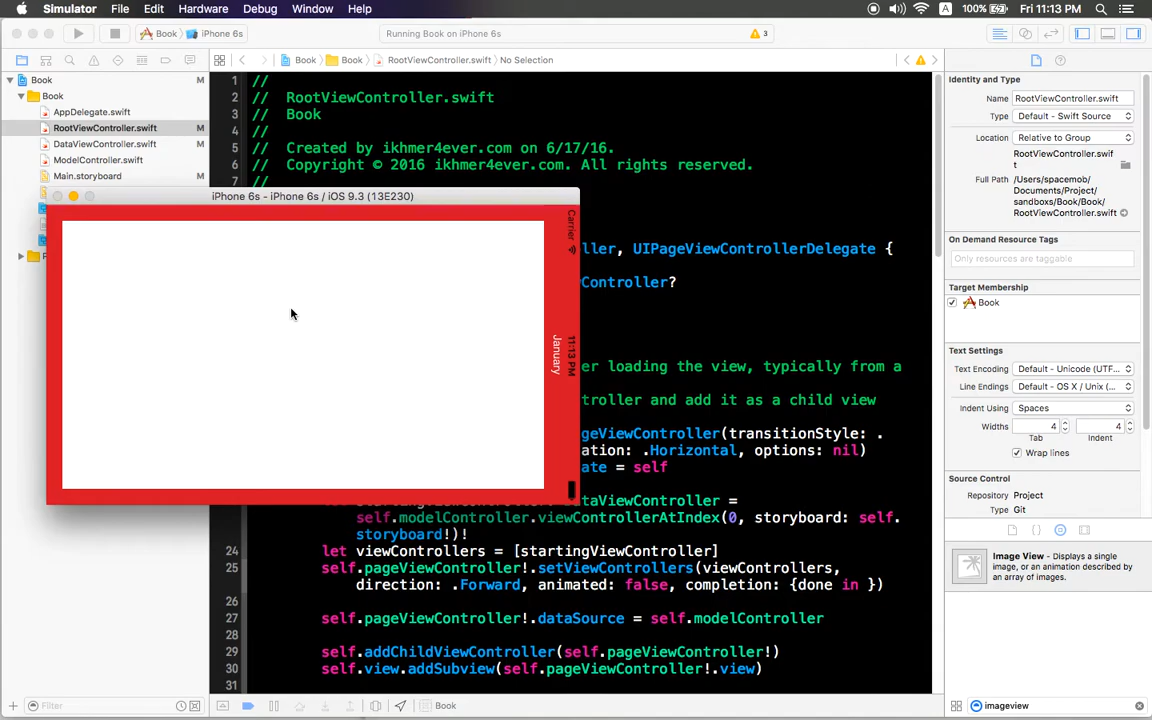 Simulator File Edit Hardware Debug Window Help
100% Fri 11:13 PM
Book iPhone 6s
Running Book on iPhone 6s
3
Book Book RootViewController.swift No Selection
Book M
Book
AppDelegate.swift
RootViewController.swift M
DataViewController.swift M
ModelController.swift M
Main.storyboard M
1 //
2 // RootViewController.swift
3 // Book
4 //
5 // Created by ikhmer4ever.com on 6/17/16.
6 // Copyright © 2016 ikhmer4ever.com. All rights reserved.
7 //
iPhone 6s - iPhone 6s / iOS 9.3 (13E230)
Carrier
11:13 PM
January
ller, UIPageViewControllerDelegate {
Controller?
er loading the view, typically from a
troller and add it as a child view
geViewController(transitionStyle: .
ation: .Horizontal, options: nil)
ate = self
ataViewController =
self.modelController.viewControllerAtIndex(0, storyboard: self.
storyboard!)!
24 let viewControllers = [startingViewController]
25 self.pageViewController!.setViewControllers(viewControllers,
direction: .Forward, animated: false, completion: {done in })
26
27 self.pageViewController!.dataSource = self.modelController
28
29 self.addChildViewController(self.pageViewController!)
30 self.view.addSubview(self.pageViewController!.view)
31
Filter
Book
Identity and Type
Name RootViewController.swift
Type Default - Swift Source
Location Relative to Group
RootViewController.swif
t
Full Path /Users/spacemob/
Documents/Project/
sandboxs/Book/Book/
RootViewController.swift
On Demand Resource Tags
Only resources are taggable
Target Membership
Book
Text Settings
Text Encoding Default - Unicode (UTF...
Line Endings Default - OS X / Unix (...
Indent Using Spaces
Widths 4 4
Tab Indent
Wrap lines
Source Control
Repository Project
Type Git
Image View - Displays a single
image, or an animation described by
an array of images.
imageview